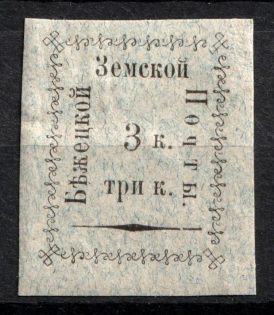 Бѣжецкой
Земской
Почты.
3 к.
три к.